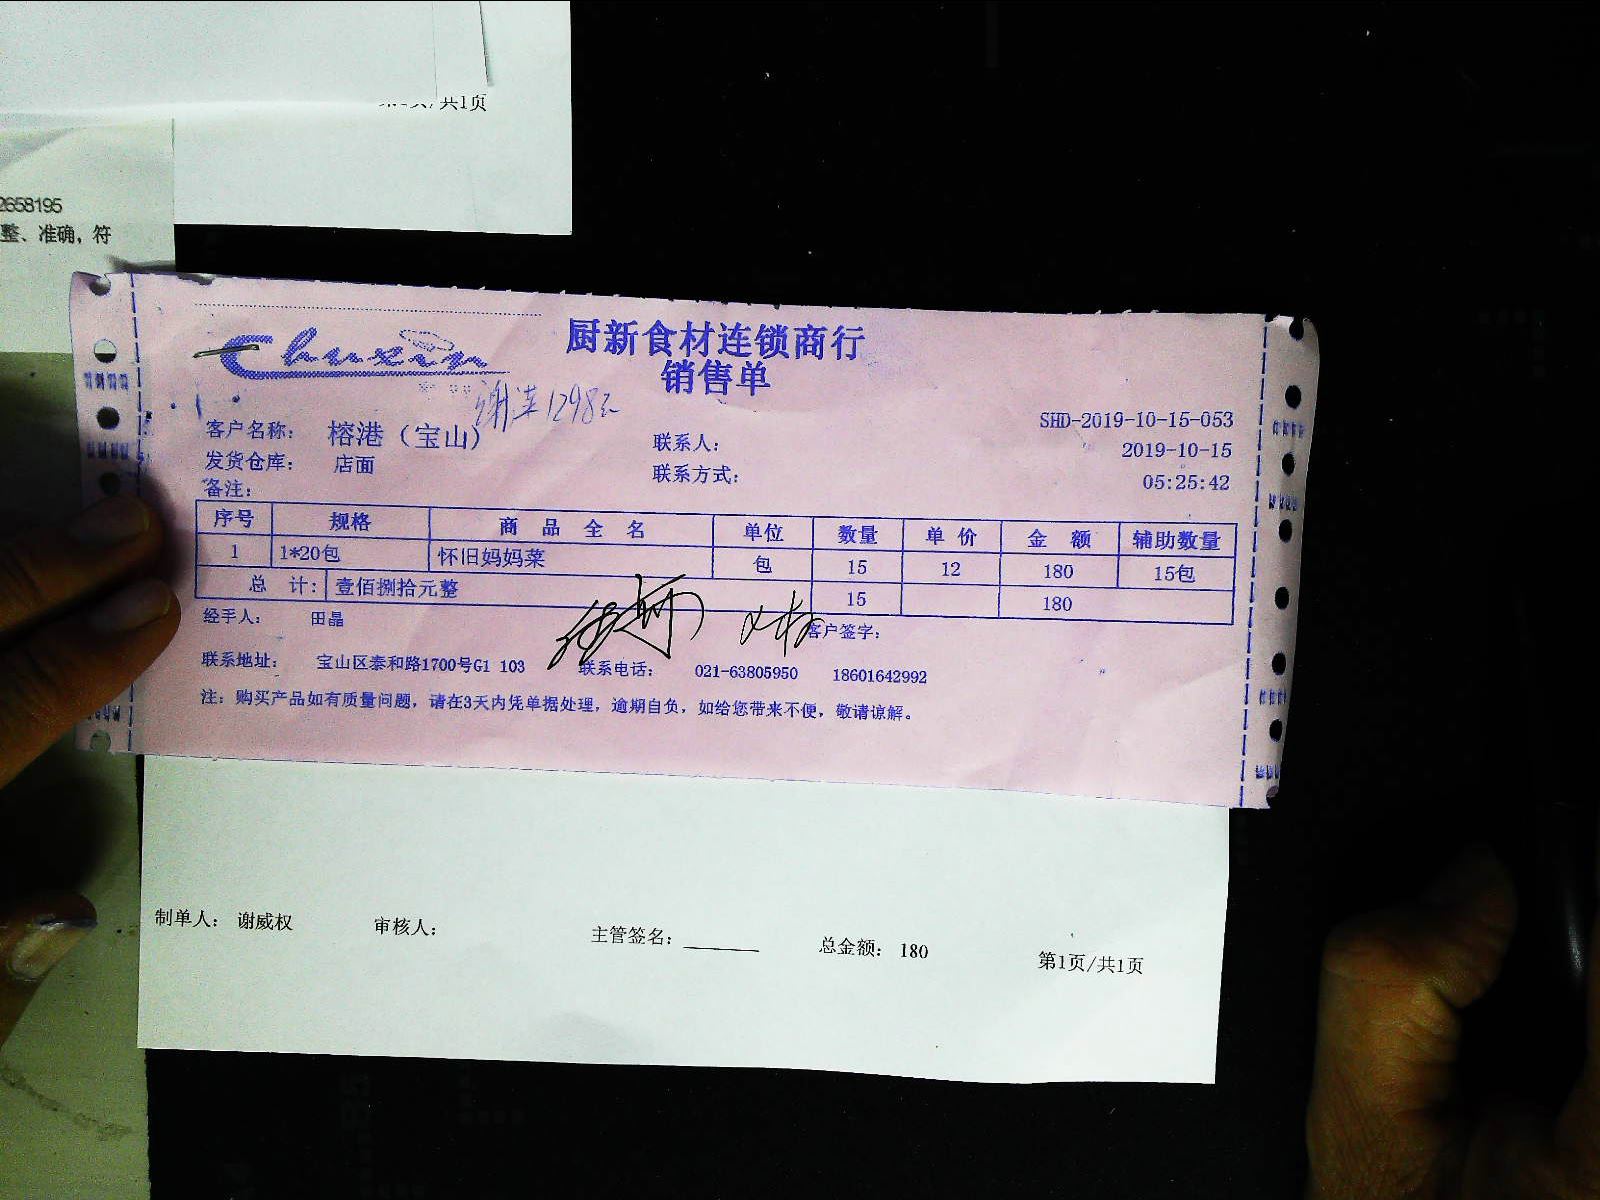 共1页
2658195
整、准确，符
Chuxin
厨新食材连锁商行
销售单
1298元
SHD-2019-10-15-053
客户名称： 榕港（宝山） 联系人： 2019-10-15
发货仓库： 店面 联系方式： 05:25:42
备注：
序号 规格 商 品 全 名 单位 数量 单 价 金 额 辅助数量
1 1*20包 怀旧妈妈菜 包 15 12 180 15包
总 计： 壹佰捌拾元整 15 180
经手人： 田晶 客户签字：
联系地址： 宝山区泰和路1700号G1 103 联系电话： 021-63805950 18601642992
注：购买产品如有质量问题，请在3天内凭单据处理，逾期自负，如给您带来不便，敬请谅解。
制单人： 谢威权 审核人： 主管签名：_______ 总金额： 180 第1页/共1页